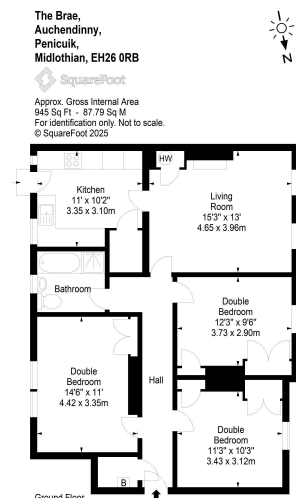 The Brae,
Auchendinny,
Penicuik,
Midlothian, EH26 0RB
N
SquareFoot
Approx. Gross Internal Area
945 Sq Ft - 87.79 Sq M
For identification only. Not to scale.
© SquareFoot 2025
HW
Kitchen
11' x 10'2"
3.35 x 3.10m
Living
Room
15'3" x 13'
4.65 x 3.96m
Bathroom
Double
Bedroom
12'3" x 9'6"
3.73 x 2.90m
Double
Bedroom
14'6" x 11'
4.42 x 3.35m
Hall
Double
Bedroom
11'3" x 10'3"
3.43 x 3.12m
B
Ground Floor